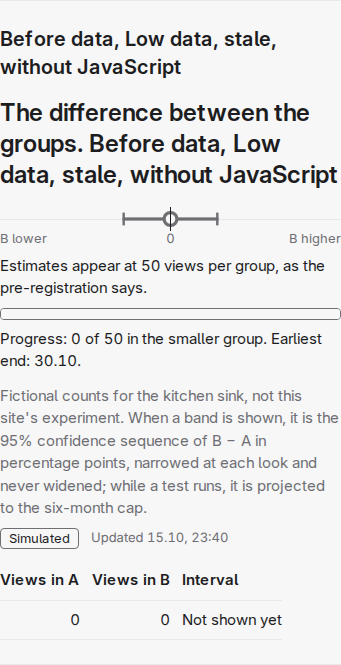 Before data, Low data, stale,
without JavaScript
The difference between the
groups. Before data, Low
data, stale, without JavaScript
B lower 0 B higher
Estimates appear at 50 views per group, as the
pre-registration says.
Progress: 0 of 50 in the smaller group. Earliest
end: 30.10.
Fictional counts for the kitchen sink, not this
site's experiment. When a band is shown, it is the
95% confidence sequence of B − A in
percentage points, narrowed at each look and
never widened; while a test runs, it is projected
to the six-month cap.
Simulated Updated 15.10, 23:40
Views in A Views in B Interval
0 0 Not shown yet